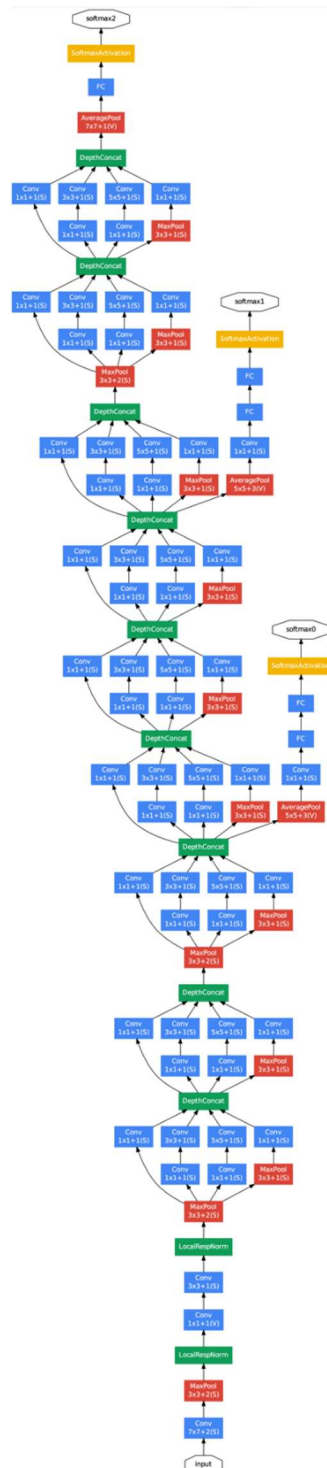 softmax2
SoftmaxActivation
FC
AveragePool
7x7+1(V)
DepthConcat
Conv Conv Conv Conv
1x1+1(S) 3x3+1(S) 5x5+1(S) 1x1+1(S)
Conv Conv MaxPool
1x1+1(S) 1x1+1(S) 3x3+1(S)
DepthConcat
Conv Conv Conv Conv
1x1+1(S) 3x3+1(S) 5x5+1(S) 1x1+1(S)
softmax1
Conv Conv MaxPool
1x1+1(S) 1x1+1(S) 3x3+1(S)
SoftmaxActivation
MaxPool
3x3+2(S)
FC
DepthConcat
FC
Conv Conv Conv Conv Conv
1x1+1(S) 3x3+1(S) 5x5+1(S) 1x1+1(S) 1x1+1(S)
Conv Conv MaxPool AveragePool
1x1+1(S) 1x1+1(S) 3x3+1(S) 5x5+3(V)
DepthConcat
Conv Conv Conv Conv
1x1+1(S) 3x3+1(S) 5x5+1(S) 1x1+1(S)
Conv Conv MaxPool
1x1+1(S) 1x1+1(S) 3x3+1(S)
DepthConcat
softmax0
Conv Conv Conv Conv
1x1+1(S) 3x3+1(S) 5x5+1(S) 1x1+1(S)
SoftmaxActivation
Conv Conv MaxPool
1x1+1(S) 1x1+1(S) 3x3+1(S)
FC
DepthConcat
FC
Conv Conv Conv Conv Conv
1x1+1(S) 3x3+1(S) 5x5+1(S) 1x1+1(S) 1x1+1(S)
Conv Conv MaxPool AveragePool
1x1+1(S) 1x1+1(S) 3x3+1(S) 5x5+3(V)
DepthConcat
Conv Conv Conv Conv
1x1+1(S) 3x3+1(S) 5x5+1(S) 1x1+1(S)
Conv Conv MaxPool
1x1+1(S) 1x1+1(S) 3x3+1(S)
MaxPool
3x3+2(S)
DepthConcat
Conv Conv Conv Conv
1x1+1(S) 3x3+1(S) 5x5+1(S) 1x1+1(S)
Conv Conv MaxPool
1x1+1(S) 1x1+1(S) 3x3+1(S)
DepthConcat
Conv Conv Conv Conv
1x1+1(S) 3x3+1(S) 5x5+1(S) 1x1+1(S)
Conv Conv MaxPool
1x1+1(S) 1x1+1(S) 3x3+1(S)
MaxPool
3x3+2(S)
LocalRespNorm
Conv
3x3+1(S)
Conv
1x1+1(V)
LocalRespNorm
MaxPool
3x3+2(S)
Conv
7x7+2(S)
input